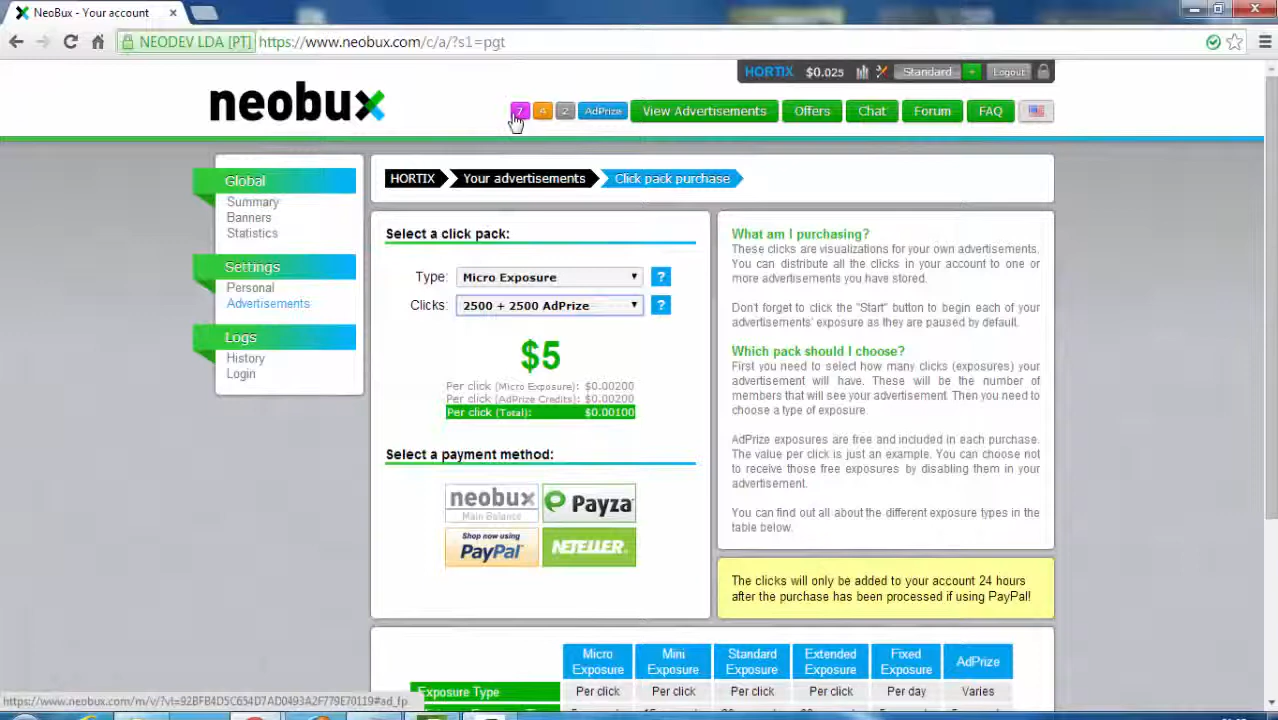 NeoBux - Your account
NEODEV LDA [PT] https://www.neobux.com/c/a/?s1=pgt
HORTIX $0.025 Standard + Logout
neobux
7 4 2 AdPrize View Advertisements Offers Chat Forum FAQ
Global
Summary
Banners
Statistics
Settings
Personal
Advertisements
Logs
History
Login
HORTIX Your advertisements Click pack purchase
Select a click pack:
Type: Micro Exposure ?
Clicks: 2500 + 2500 AdPrize ?
$5
Per click (Micro Exposure): $0.00200
Per click (AdPrize Credits): $0.00200
Per click (Total): $0.00100
Select a payment method:
neobux
Main Balance
Payza
Shop now using
PayPal
NETELLER
What am I purchasing?
These clicks are visualizations for your own advertisements.
You can distribute all the clicks in your account to one or
more advertisements you have stored.
Don't forget to click the "Start" button to begin each of your
advertisements' exposure as they are paused by default.
Which pack should I choose?
First you need to select how many clicks (exposures) your
advertisement will have. These will be the number of
members that will see your advertisement. Then you need to
choose a type of exposure.
AdPrize exposures are free and included in each purchase.
The value per click is just an example. You can choose not
to receive those free exposures by disabling them in your
advertisement.
You can find out all about the different exposure types in the
table below.
The clicks will only be added to your account 24 hours
after the purchase has been processed if using PayPal!
Micro Exposure Mini Exposure Standard Exposure Extended Exposure Fixed Exposure AdPrize
Exposure Type Per click Per click Per click Per click Per day Varies
https://www.neobux.com/m/v/?vt=92BFB4D5C654D7AD0493A2F779E70119#ad_fp